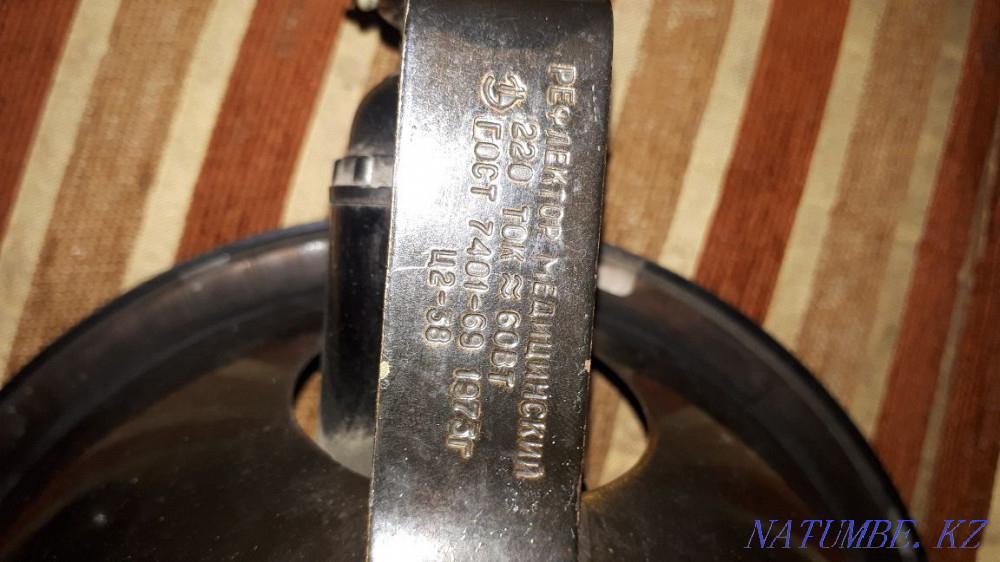 РЕФЛЕКТОР МЕДИЦИНСКИЙ
220 ТОК ≈ 60ВТ
ГОСТ 7401-69 1973Г
Ц2-38
NATUMBE.KZ